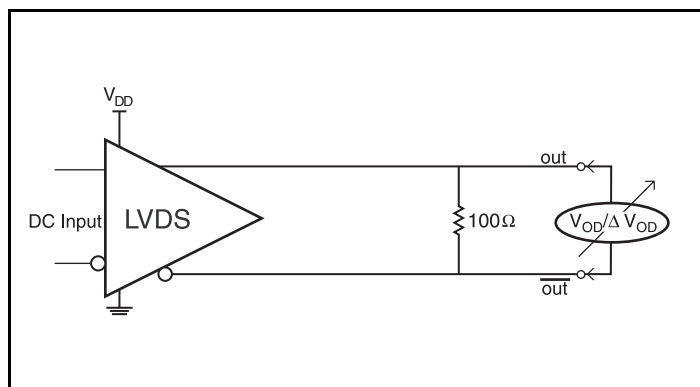 VDD
out
DC Input
LVDS
100Ω
VOD/Δ VOD
out